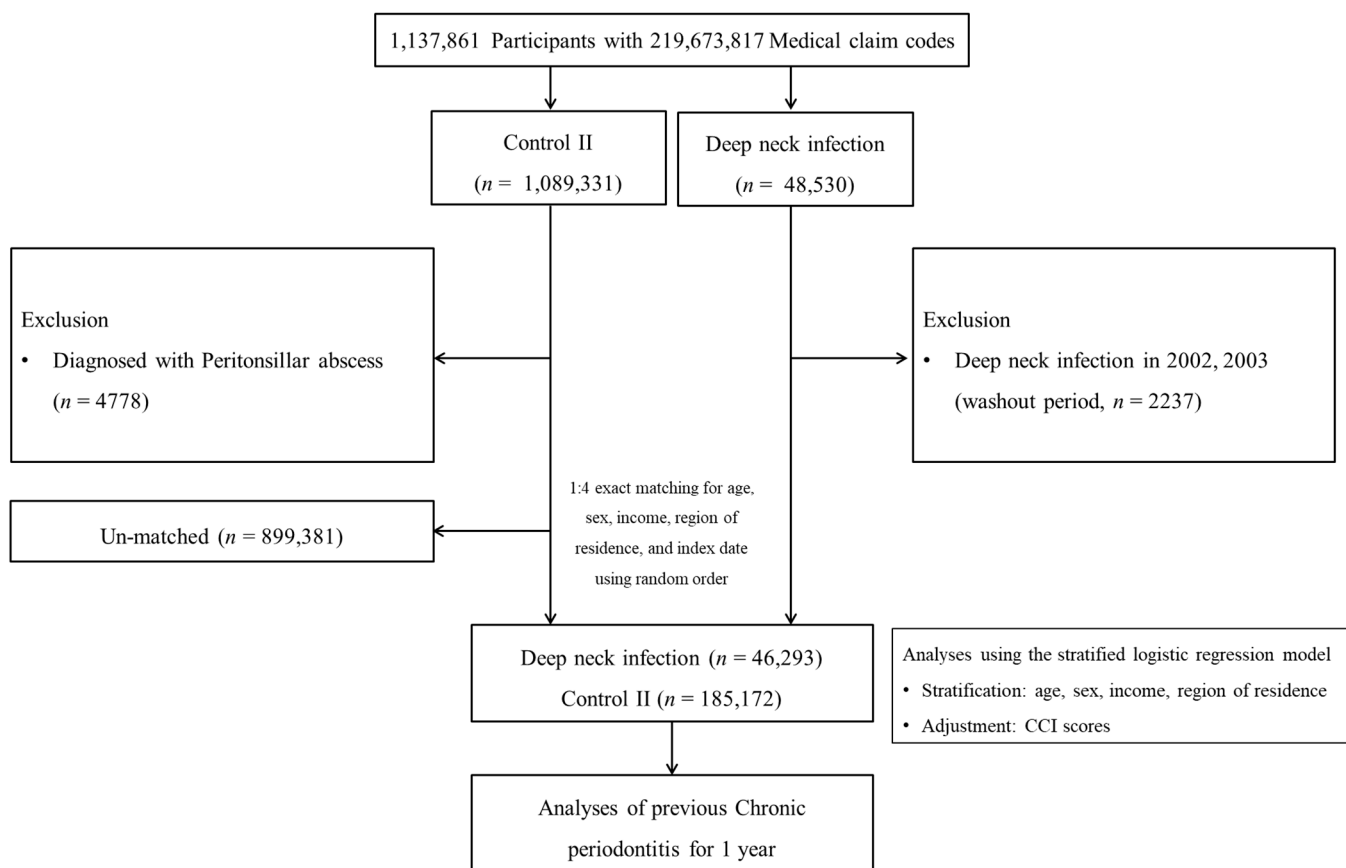 1,137,861 Participants with 219,673,817 Medical claim codes
Control II
(n = 1,089,331)
Deep neck infection
(n = 48,530)
Exclusion
• Diagnosed with Peritonsillar abscess
(n = 4778)
Exclusion
• Deep neck infection in 2002, 2003
(washout period, n = 2237)
Un-matched (n = 899,381)
1:4 exact matching for age,
sex, income, region of
residence, and index date
using random order
Deep neck infection (n = 46,293)
Control II (n = 185,172)
Analyses using the stratified logistic regression model
• Stratification: age, sex, income, region of residence
• Adjustment: CCI scores
Analyses of previous Chronic
periodontitis for 1 year